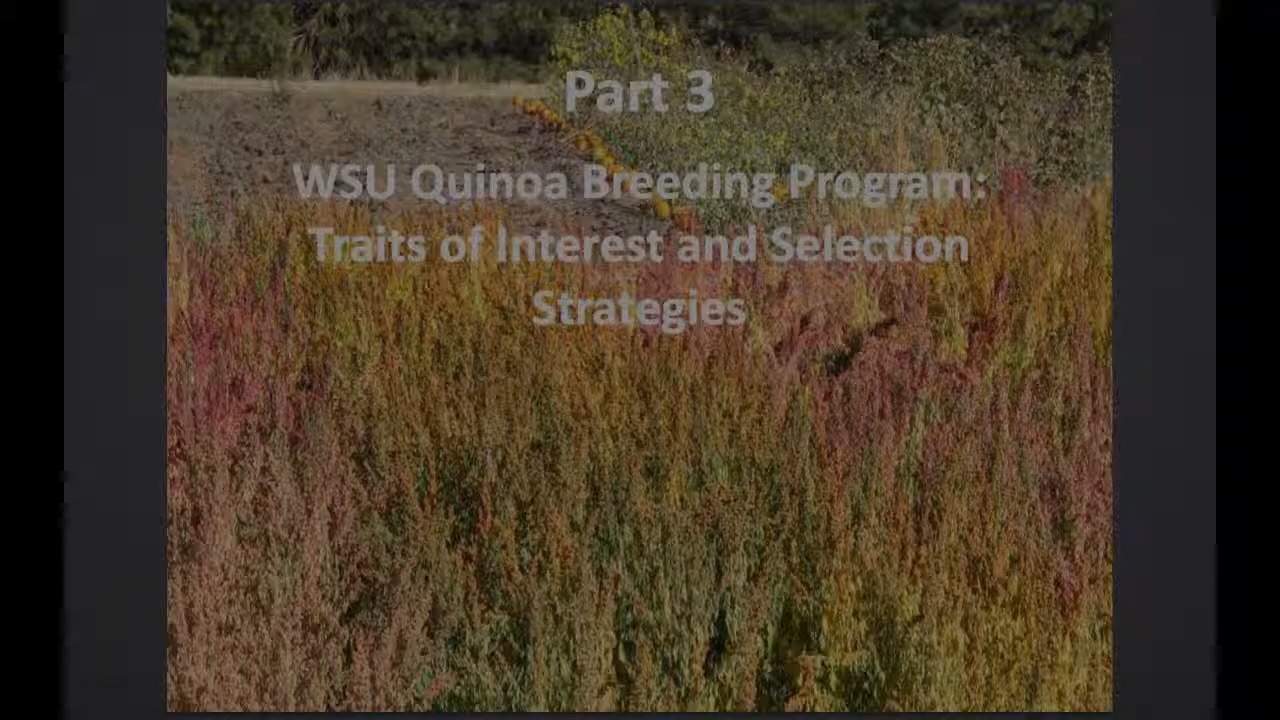 Part 3
WSU Quinoa Breeding Program:
Traits of Interest and Selection
Strategies